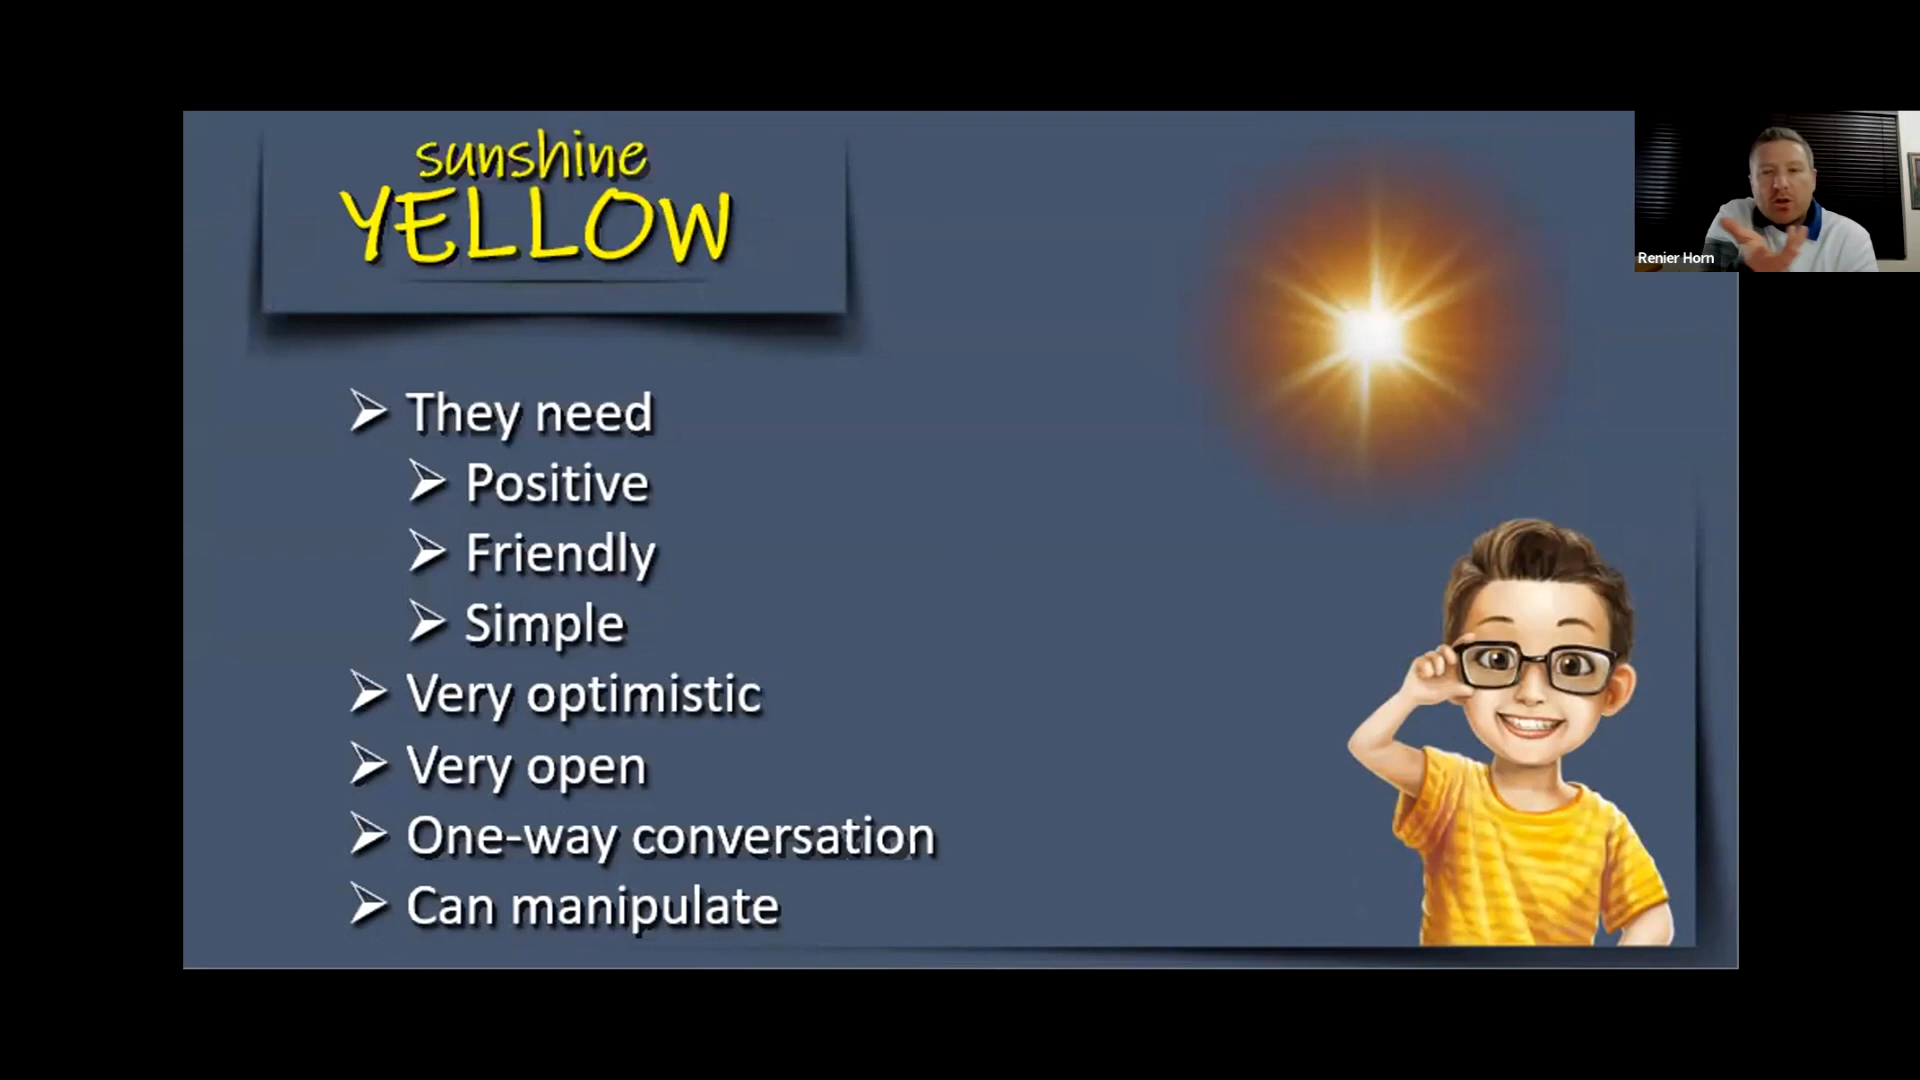 sunshine
YELLOW
They need
Positive
Friendly
Simple
Very optimistic
Very open
One-way conversation
Can manipulate
Renier Horn